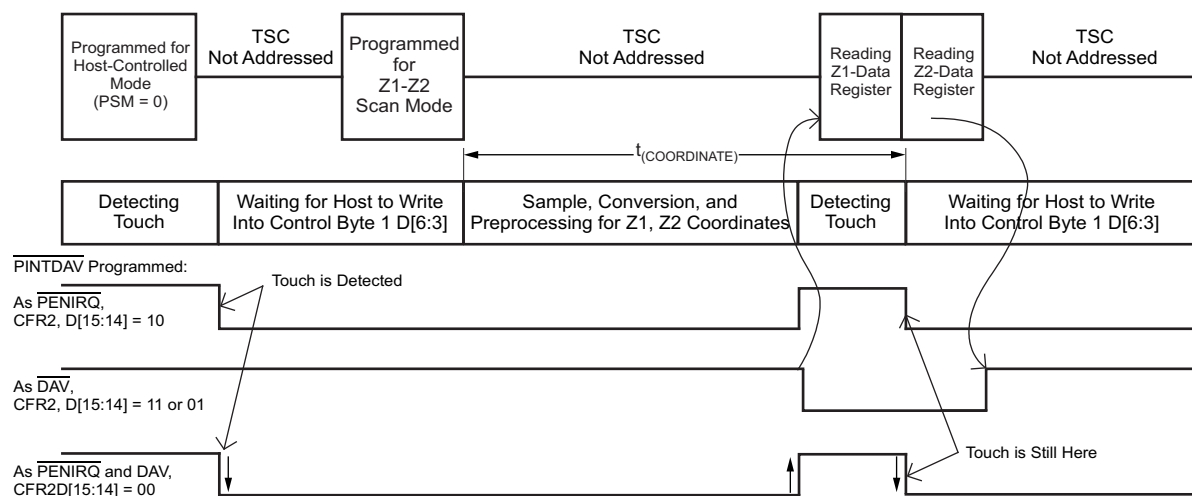 Programmed for
Host-Controlled
Mode
(PSM = 0)
TSC
Not Addressed
Programmed
for
Z1-Z2
Scan Mode
TSC
Not Addressed
Reading
Z1-Data
Register
Reading
Z2-Data
Register
TSC
Not Addressed
t(COORDINATE)
Detecting
Touch
Waiting for Host to Write
Into Control Byte 1 D[6:3]
Sample, Conversion, and
Preprocessing for Z1, Z2 Coordinates
Detecting
Touch
Waiting for Host to Write
Into Control Byte 1 D[6:3]
PINTDAV Programmed:
Touch is Detected
As PENIRQ,
CFR2, D[15:14] = 10
As DAV,
CFR2, D[15:14] = 11 or 01
As PENIRQ and DAV,
CFR2D[15:14] = 00
Touch is Still Here